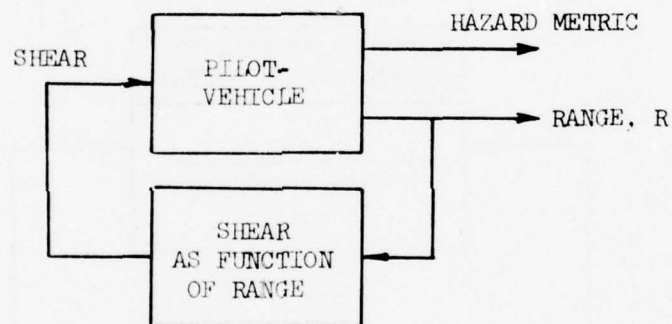 HAZARD METRIC
SHEAR
PILOT-
VEHICLE
RANGE, R
SHEAR
AS FUNCTION
OF RANGE